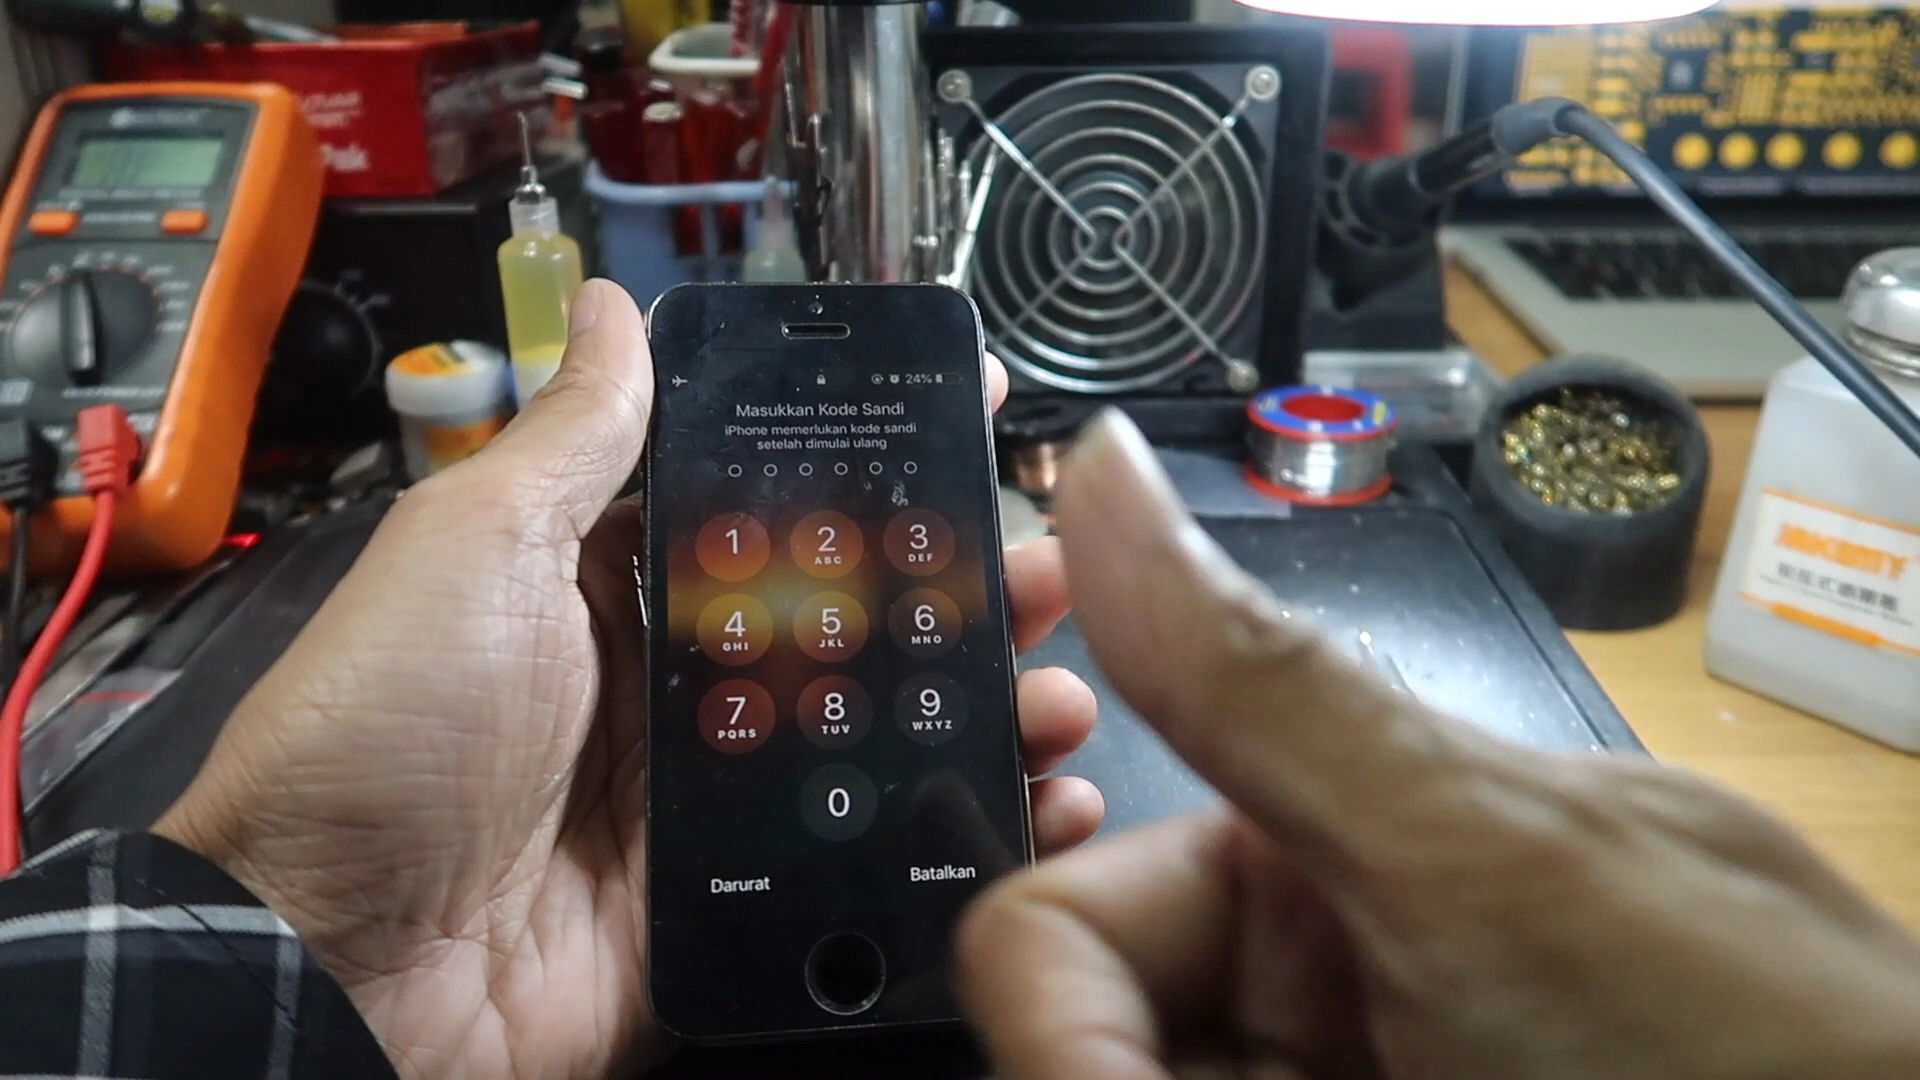 24%
Masukkan Kode Sandi
iPhone memerlukan kode sandi
setelah dimulai ulang
1
2
ABC
3
DEF
4
GHI
5
JKL
6
MNO
7
PQRS
8
TUV
9
WXYZ
0
Darurat
Batalkan